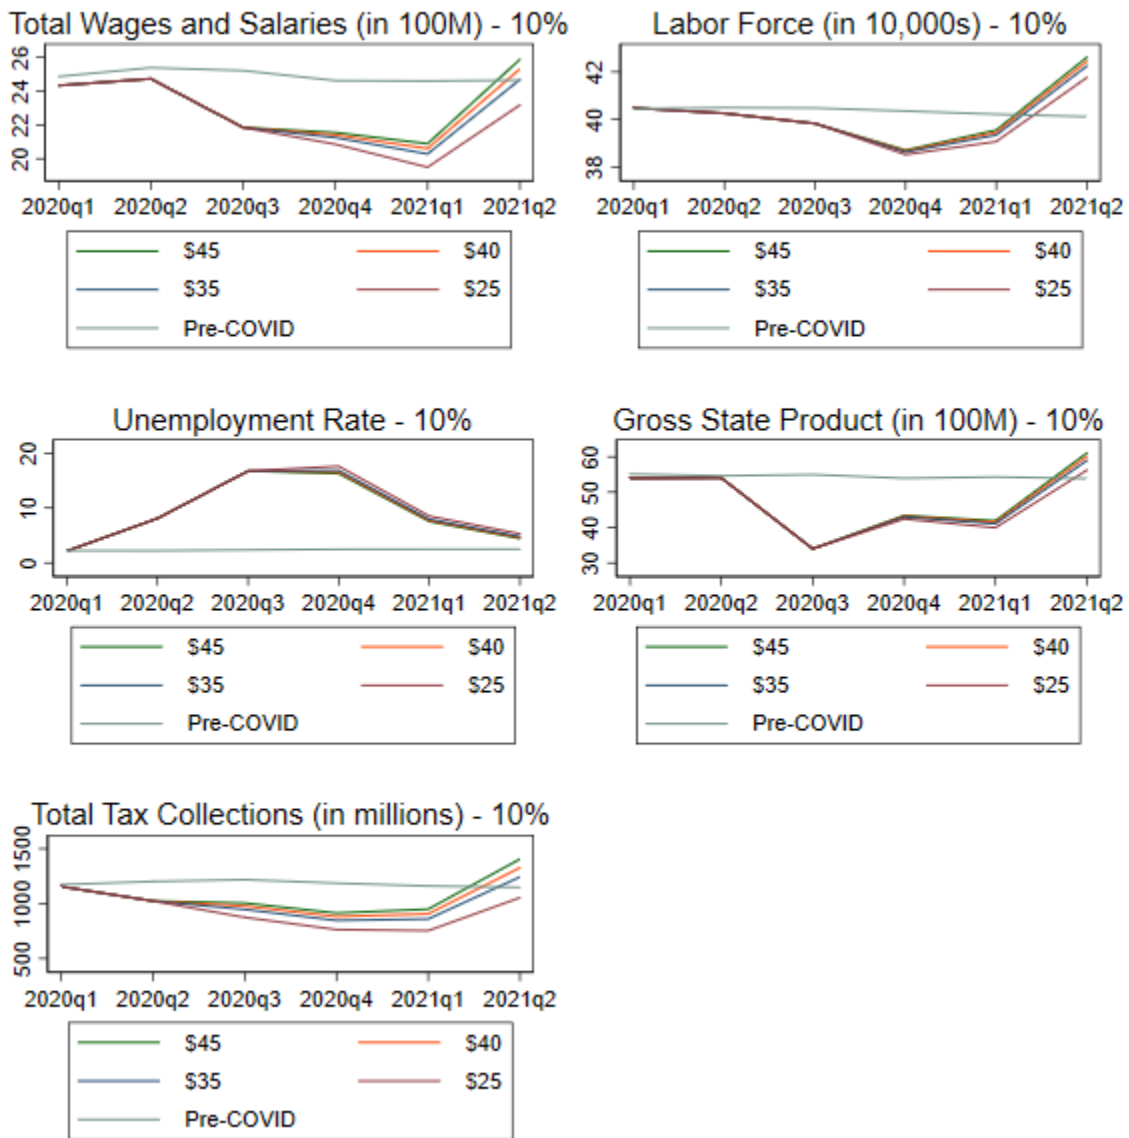 Total Wages and Salaries (in 100M) - 10%
26
24
22
20
2020q1 2020q2 2020q3 2020q4 2021q1 2021q2
$45 $40
$35 $25
Pre-COVID
Labor Force (in 10,000s) - 10%
42
40
38
2020q1 2020q2 2020q3 2020q4 2021q1 2021q2
$45 $40
$35 $25
Pre-COVID
Unemployment Rate - 10%
20
10
0
2020q1 2020q2 2020q3 2020q4 2021q1 2021q2
$45 $40
$35 $25
Pre-COVID
Gross State Product (in 100M) - 10%
60
50
40
30
2020q1 2020q2 2020q3 2020q4 2021q1 2021q2
$45 $40
$35 $25
Pre-COVID
Total Tax Collections (in millions) - 10%
1500
1000
500
2020q1 2020q2 2020q3 2020q4 2021q1 2021q2
$45 $40
$35 $25
Pre-COVID